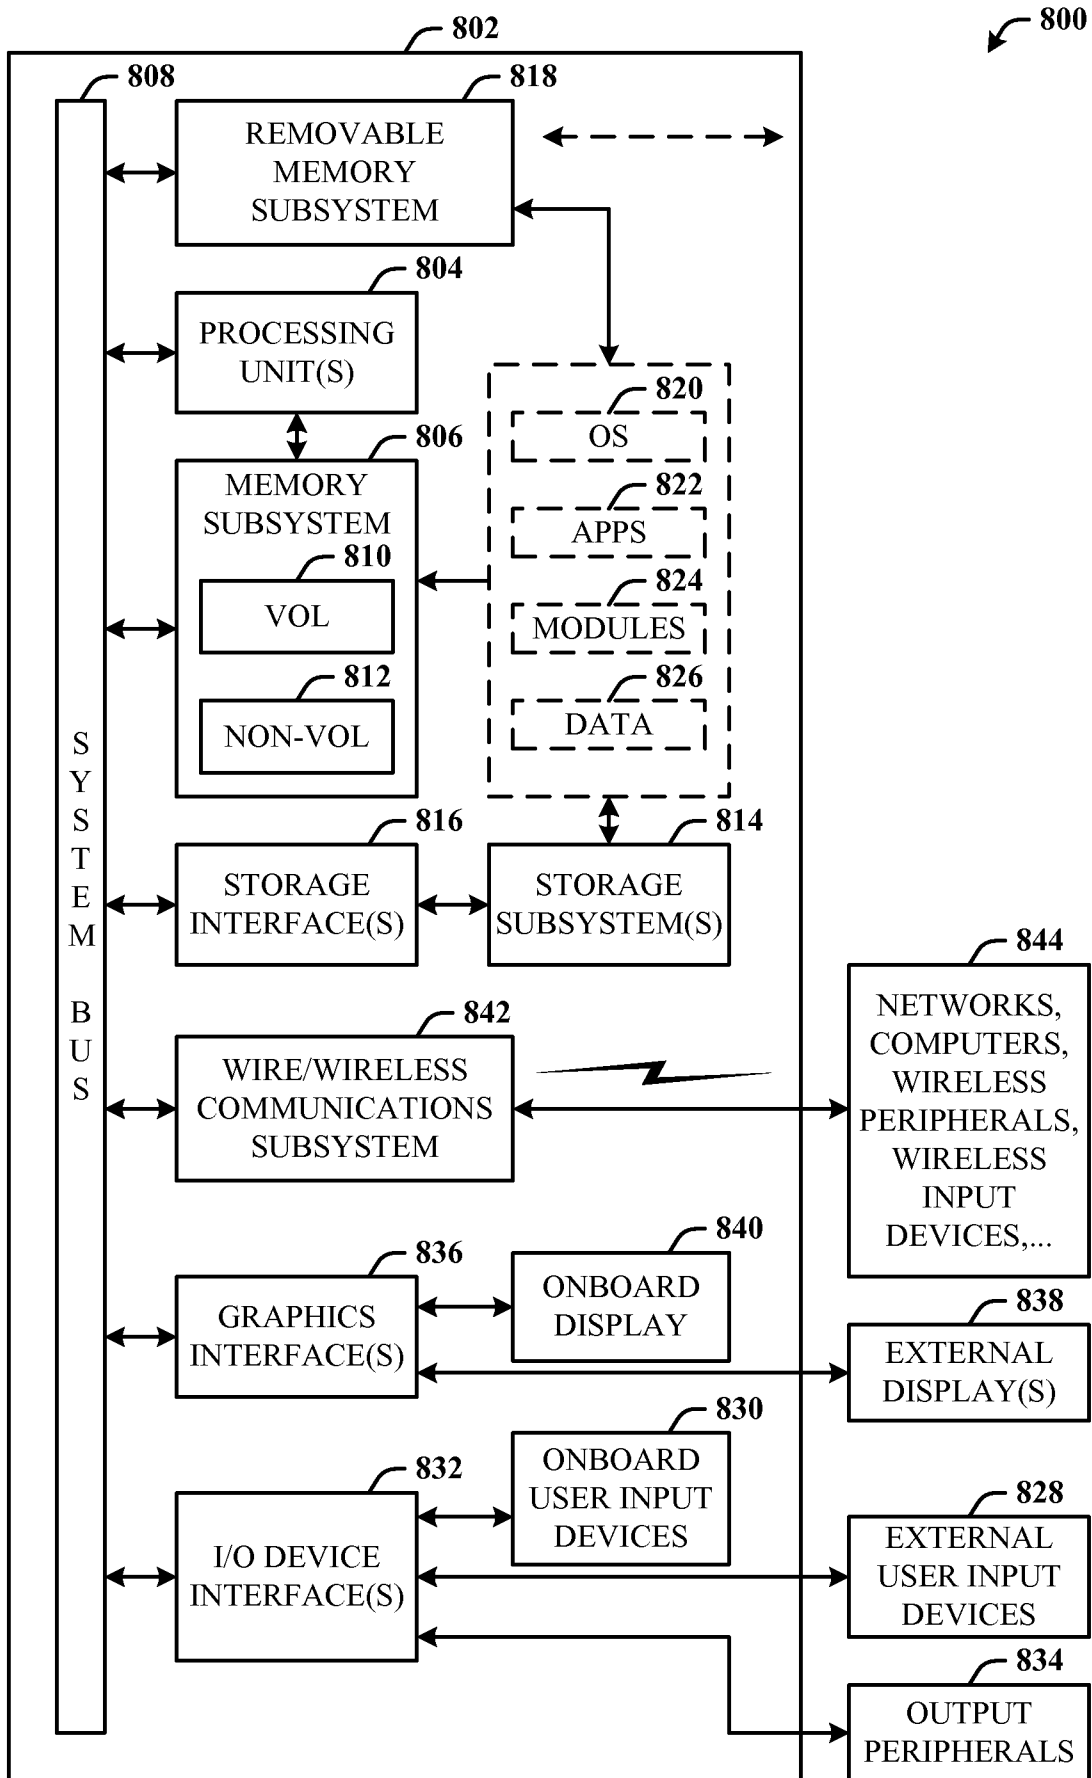 800
802
808
818
REMOVABLE
MEMORY
SUBSYSTEM
804
PROCESSING
UNIT(S)
806
MEMORY
SUBSYSTEM
810
VOL
812
NON-VOL
820
OS
822
APPS
824
MODULES
826
DATA
SYSTEM BUS
816
STORAGE
INTERFACE(S)
814
STORAGE
SUBSYSTEM(S)
842
WIRE/WIRELESS
COMMUNICATIONS
SUBSYSTEM
844
NETWORKS,
COMPUTERS,
WIRELESS
PERIPHERALS,
WIRELESS
INPUT
DEVICES,...
836
GRAPHICS
INTERFACE(S)
840
ONBOARD
DISPLAY
838
EXTERNAL
DISPLAY(S)
832
I/O DEVICE
INTERFACE(S)
830
ONBOARD
USER INPUT
DEVICES
828
EXTERNAL
USER INPUT
DEVICES
834
OUTPUT
PERIPHERALS